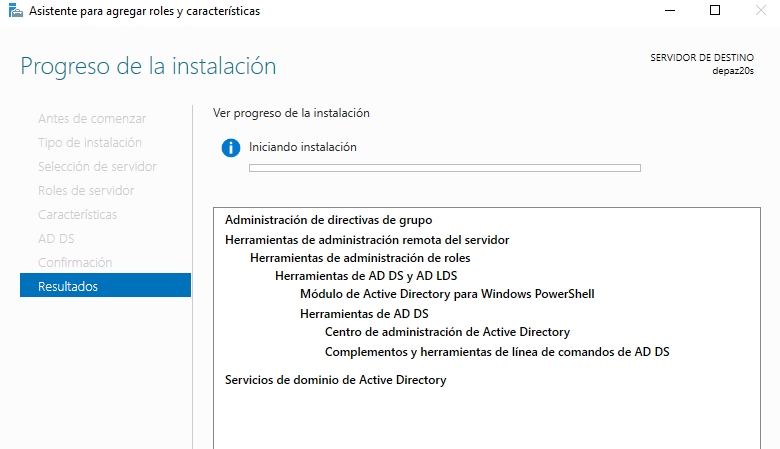 Asistente para agregar roles y características
Progreso de la instalación
SERVIDOR DE DESTINO
depaz20s
Antes de comenzar
Tipo de instalación
Selección de servidor
Roles de servidor
Características
AD DS
Confirmación
Resultados
Ver progreso de la instalación
Iniciando instalación
Administración de directivas de grupo
Herramientas de administración remota del servidor
Herramientas de administración de roles
Herramientas de AD DS y AD LDS
Módulo de Active Directory para Windows PowerShell
Herramientas de AD DS
Centro de administración de Active Directory
Complementos y herramientas de línea de comandos de AD DS
Servicios de dominio de Active Directory